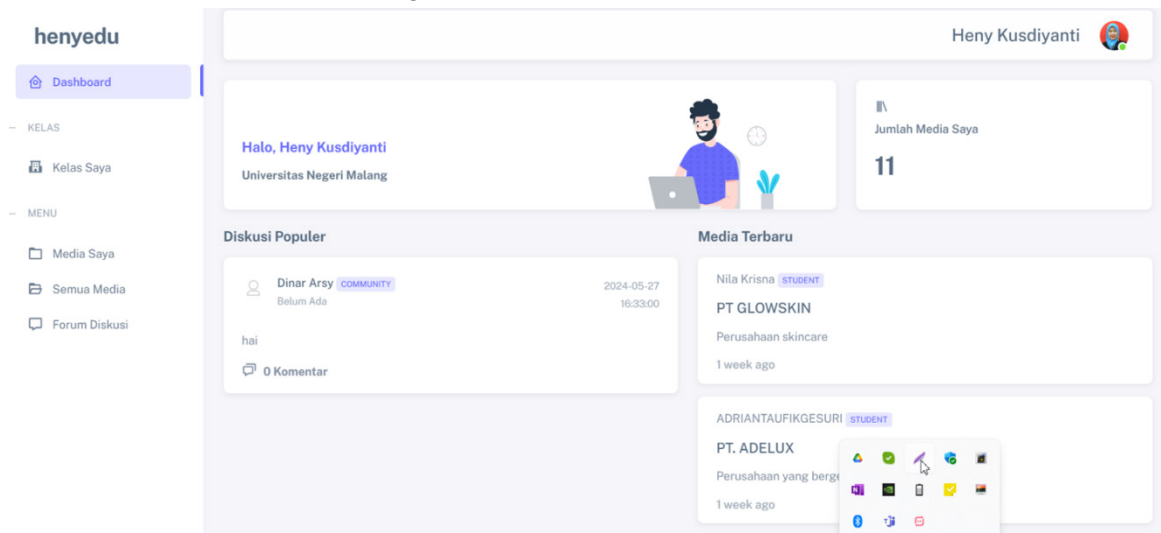 henyedu
Heny Kusdiyanti
Dashboard
KELAS
Kelas Saya
MENU
Media Saya
Semua Media
Forum Diskusi
Halo, Heny Kusdiyanti
Universitas Negeri Malang
Jumlah Media Saya
11
Diskusi Populer
Dinar Arsy COMMUNITY
Belum Ada
2024-05-27
16:33:00
hai
0 Komentar
Media Terbaru
Nila Krisna STUDENT
PT GLOWSKIN
Perusahaan skincare
1 week ago
ADRIANTAUFIKGESURI STUDENT
PT. ADELUX
Perusahaan yang berge
1 week ago